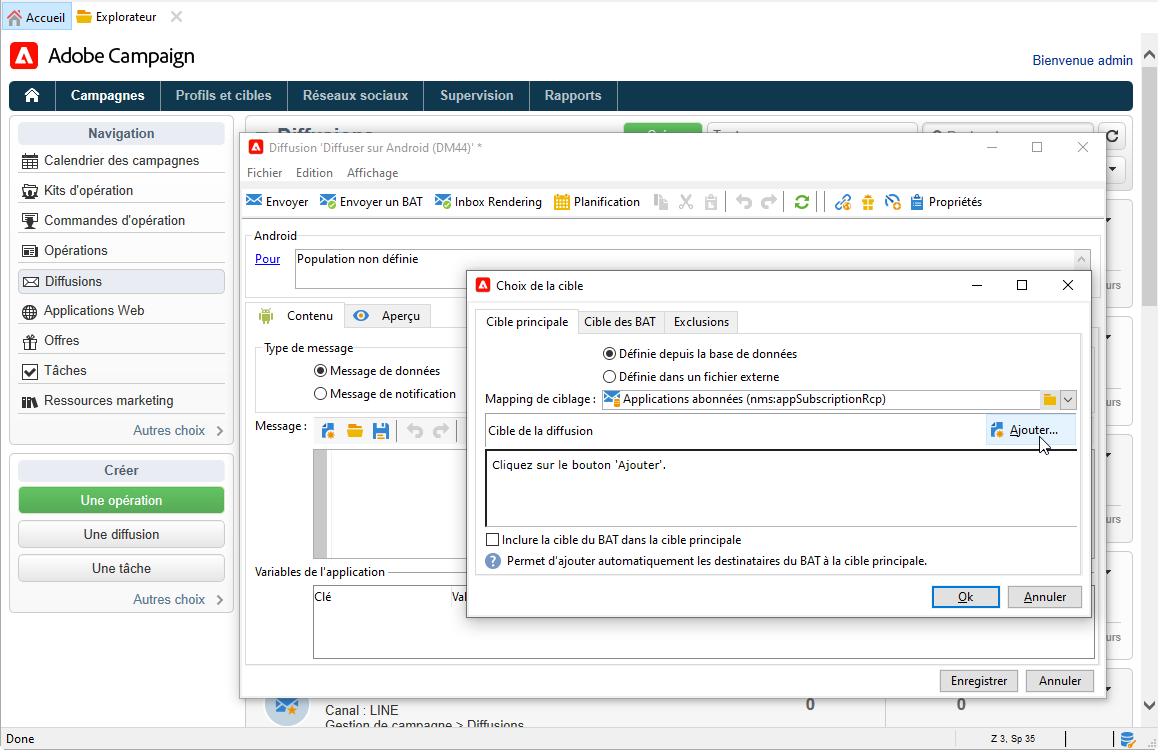 Accueil
Explorateur
Adobe Campaign
Bienvenue admin
Campagnes
Profils et cibles
Réseaux sociaux
Supervision
Rapports
Navigation
Calendrier des campagnes
Kits d'opération
Commandes d'opération
Opérations
Diffusions
Applications Web
Offres
Tâches
Ressources marketing
Autres choix
Créer
Une opération
Une diffusion
Une tâche
Autres choix
Diffusions
Diffusion 'Diffuser sur Android (DM44)' *
Fichier
Edition
Affichage
Envoyer
Envoyer un BAT
Inbox Rendering
Planification
Propriétés
Android
Pour
Population non définie
Contenu
Aperçu
Type de message
Message de données
Message de notification
Message :
Variables de l'application
Clé
Val
Choix de la cible
Cible principale
Cible des BAT
Exclusions
Définie depuis la base de données
Définie dans un fichier externe
Mapping de ciblage :
Applications abonnées (nms:appSubscriptionRcp)
Cible de la diffusion
Ajouter...
Cliquez sur le bouton 'Ajouter'.
Inclure la cible du BAT dans la cible principale
Permet d'ajouter automatiquement les destinataires du BAT à la cible principale.
Ok
Annuler
Enregistrer
Annuler
urs
urs
urs
urs
Canal : LINE
0
0
Gestion de campagne > Diffusions
Done
Z 3, Sp 35